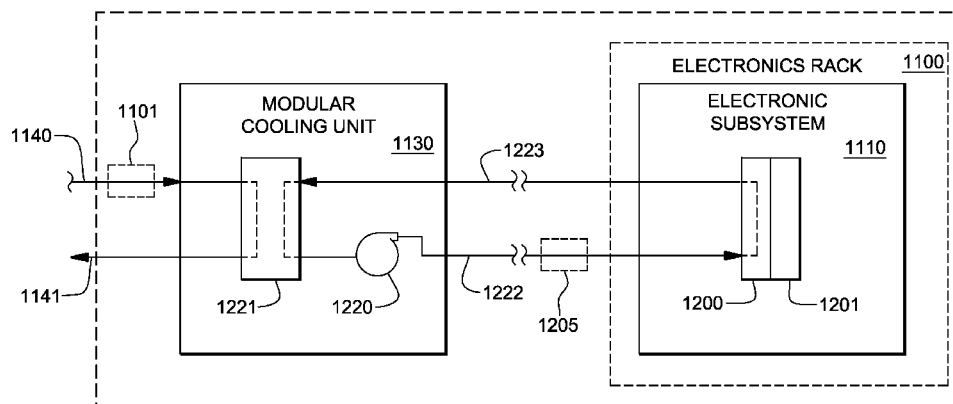 ELECTRONICS RACK 1100
MODULAR
COOLING UNIT
1130
ELECTRONIC
SUBSYSTEM
1110
1140
1101
1223
1141
1221
1220
1222
1205
1200
1201